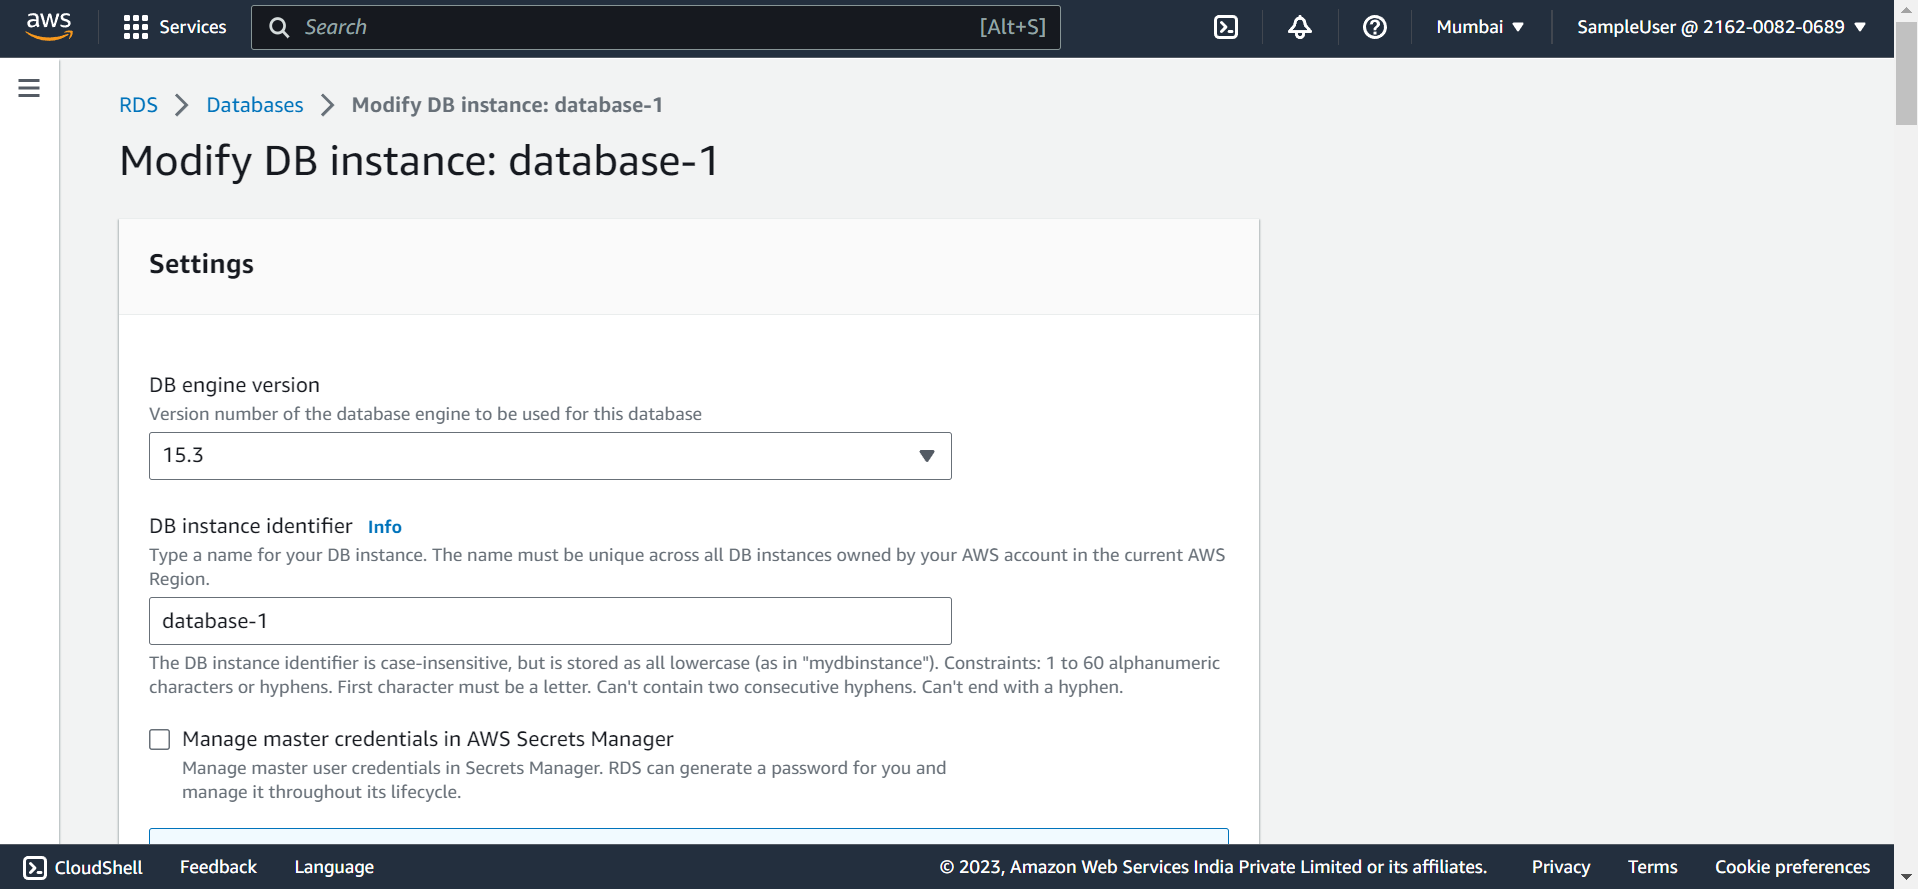 aws
Services
Search
[Alt+S]
Mumbai
SampleUser @ 2162-0082-0689
RDS
Databases
Modify DB instance: database-1
Modify DB instance: database-1
Settings
DB engine version
Version number of the database engine to be used for this database
15.3
DB instance identifier Info
Type a name for your DB instance. The name must be unique across all DB instances owned by your AWS account in the current AWS
Region.
database-1
The DB instance identifier is case-insensitive, but is stored as all lowercase (as in "mydbinstance"). Constraints: 1 to 60 alphanumeric
characters or hyphens. First character must be a letter. Can't contain two consecutive hyphens. Can't end with a hyphen.
Manage master credentials in AWS Secrets Manager
Manage master user credentials in Secrets Manager. RDS can generate a password for you and
manage it throughout its lifecycle.
CloudShell
Feedback
Language
© 2023, Amazon Web Services India Private Limited or its affiliates.
Privacy
Terms
Cookie preferences